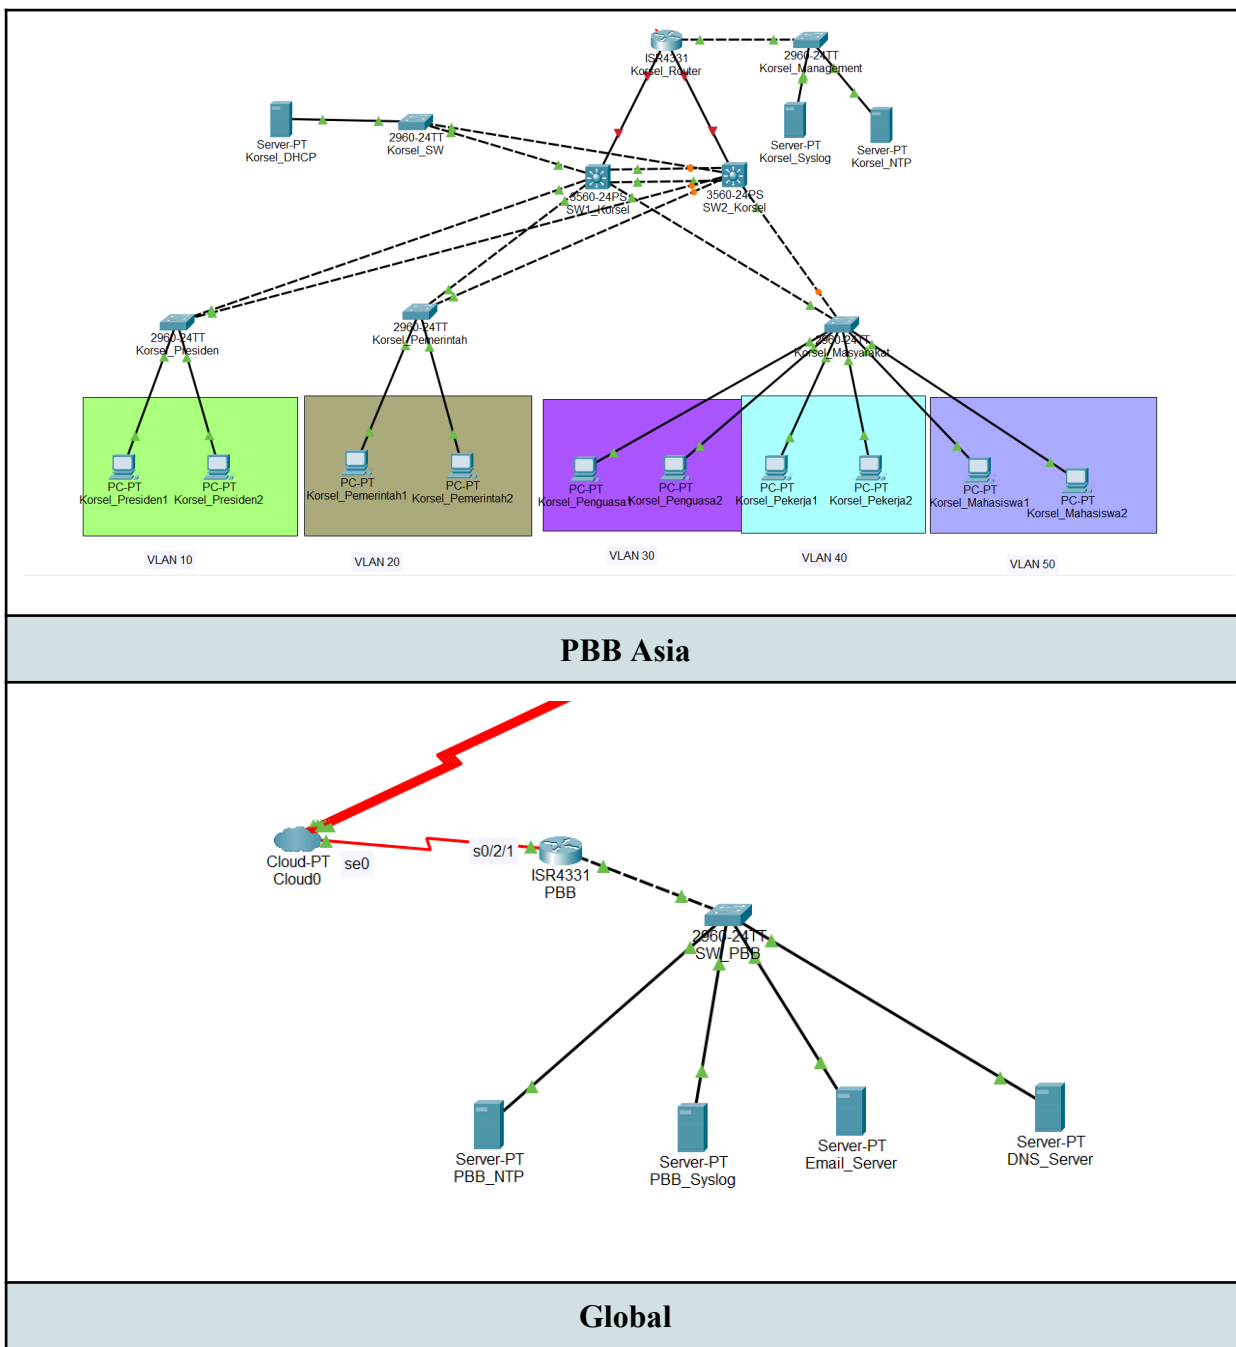 ISR4331
Korsel_Router
2960-24TT
Korsel_Management
Server-PT
Korsel_DHCP
2960-24TT
Korsel_SW
Server-PT
Korsel_Syslog
Server-PT
Korsel_NTP
3560-24PS
SW1_Korsel
3560-24PS
SW2_Korsel
2960-24TT
Korsel_Presiden
2960-24TT
Korsel_Pemerintah
2960-24TT
Korsel_Masyarakat
PC-PT
Korsel_Presiden1
PC-PT
Korsel_Presiden2
PC-PT
Korsel_Pemerintah1
PC-PT
Korsel_Pemerintah2
PC-PT
Korsel_Penguasa1
PC-PT
Korsel_Penguasa2
PC-PT
Korsel_Pekerja1
PC-PT
Korsel_Pekerja2
PC-PT
Korsel_Mahasiswa1
PC-PT
Korsel_Mahasiswa2
VLAN 10
VLAN 20
VLAN 30
VLAN 40
VLAN 50
PBB Asia
Cloud-PT
Cloud0
se0
s0/2/1
ISR4331
PBB
2960-24TT
SW_PBB
Server-PT
PBB_NTP
Server-PT
PBB_Syslog
Server-PT
Email_Server
Server-PT
DNS_Server
Global